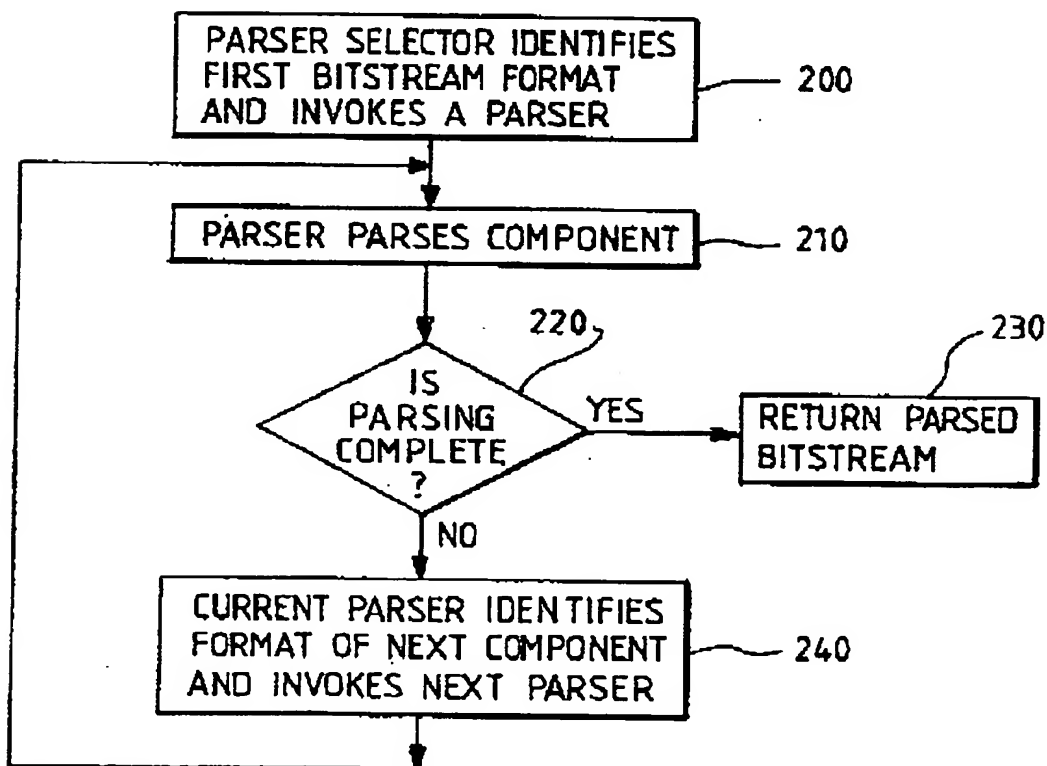 PARSER SELECTOR IDENTIFIES
FIRST BITSTREAM FORMAT
AND INVOKES A PARSER
200
PARSER PARSES COMPONENT
210
220
IS
PARSING
COMPLETE
?
YES
230
RETURN PARSED
BITSTREAM
NO
CURRENT PARSER IDENTIFIES
FORMAT OF NEXT COMPONENT
AND INVOKES NEXT PARSER
240